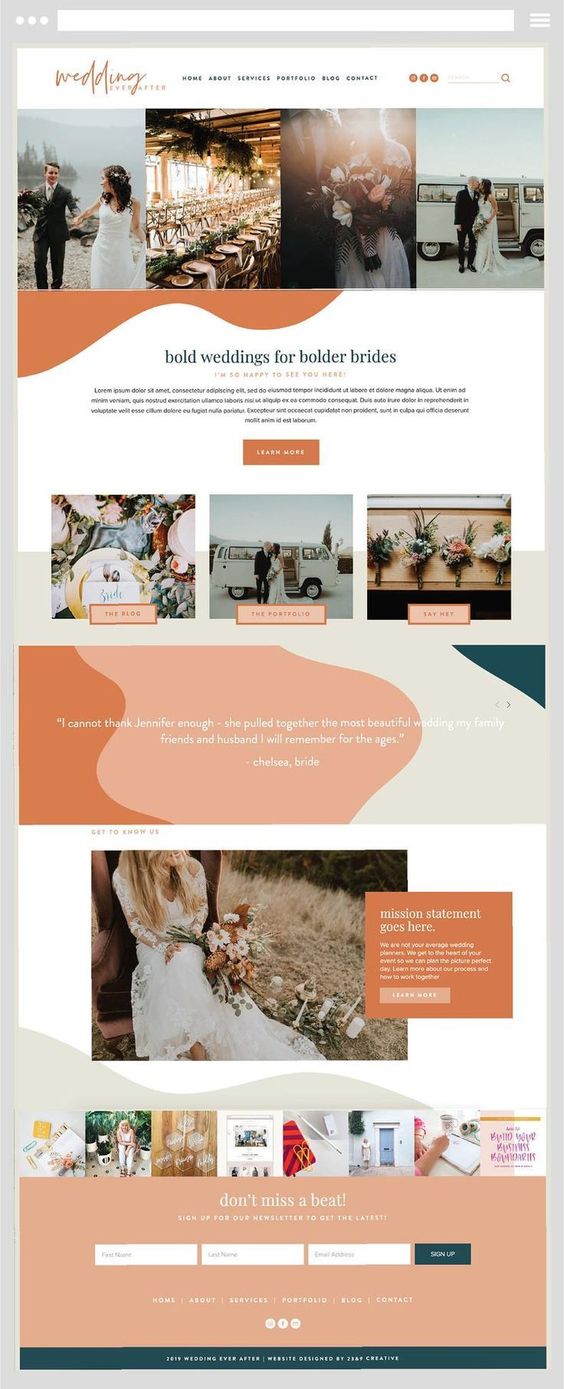 wedding
EVER AFTER
HOME ABOUT SERVICES PORTFOLIO BLOG CONTACT
SEARCH
bold weddings for bolder brides
I'M SO HAPPY TO SEE YOU HERE!
Lorem ipsum dolor sit amet, consectetur adipiscing elit, sed do eiusmod tempor incididunt ut labore et dolore magna aliqua. Ut enim ad
minim veniam, quis nostrud exercitation ullamco laboris nisi ut aliquip ex ea commodo consequat. Duis aute irure dolor in reprehenderit in
voluptate velit esse cillum dolore eu fugiat nulla pariatur. Excepteur sint occaecat cupidatat non proident, sunt in culpa qui officia deserunt
mollit anim id est laborum.
LEARN MORE
Bride
THE BLOG
THE PORTFOLIO
SAY HEY
“I cannot thank Jennifer enough - she pulled together the most beautiful wedding my family
friends and husband I will remember for the ages.”
- chelsea, bride
GET TO KNOW US
mission statement
goes here.
We are not your average wedding
planners. We get to the heart of your
event so we can plan the picture perfect
day. Learn more about our process and
how to work together
LEARN MORE
HOW TO
BUILD YOUR
BUSINESS
BOUNDARIES
don't miss a beat!
SIGN UP FOR OUR NEWSLETTER TO GET THE LATEST!
First Name
Last Name
Email Address
SIGN UP
HOME | ABOUT | SERVICES | PORTFOLIO | BLOG | CONTACT
2019 WEDDING EVER AFTER | WEBSITE DESIGNED BY 2369 CREATIVE